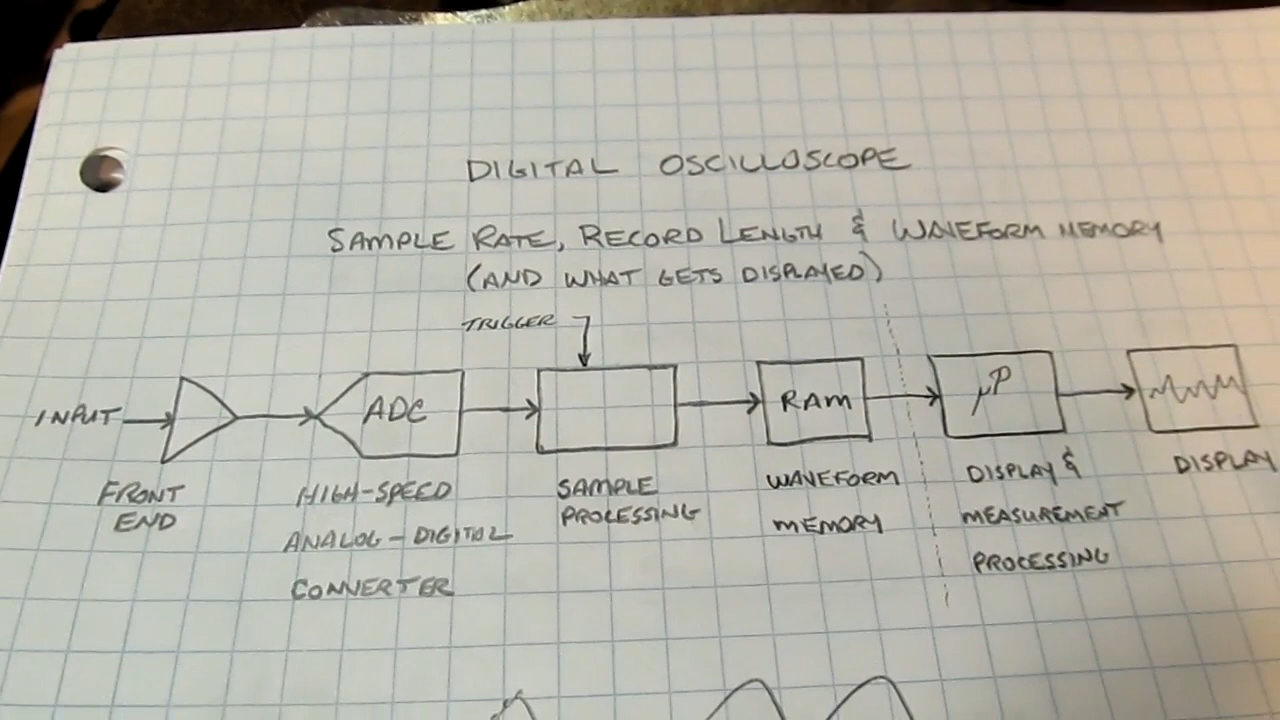 DIGITAL OSCILLOSCOPE
SAMPLE RATE, RECORD LENGTH & WAVEFORM MEMORY
(AND WHAT GETS DISPLAYED)
TRIGGER
INPUT
ADC
RAM
μP
FRONT
END
HIGH-SPEED
ANALOG-DIGITAL
CONVERTER
SAMPLE
PROCESSING
WAVEFORM
MEMORY
DISPLAY &
MEASUREMENT
PROCESSING
DISPLAY